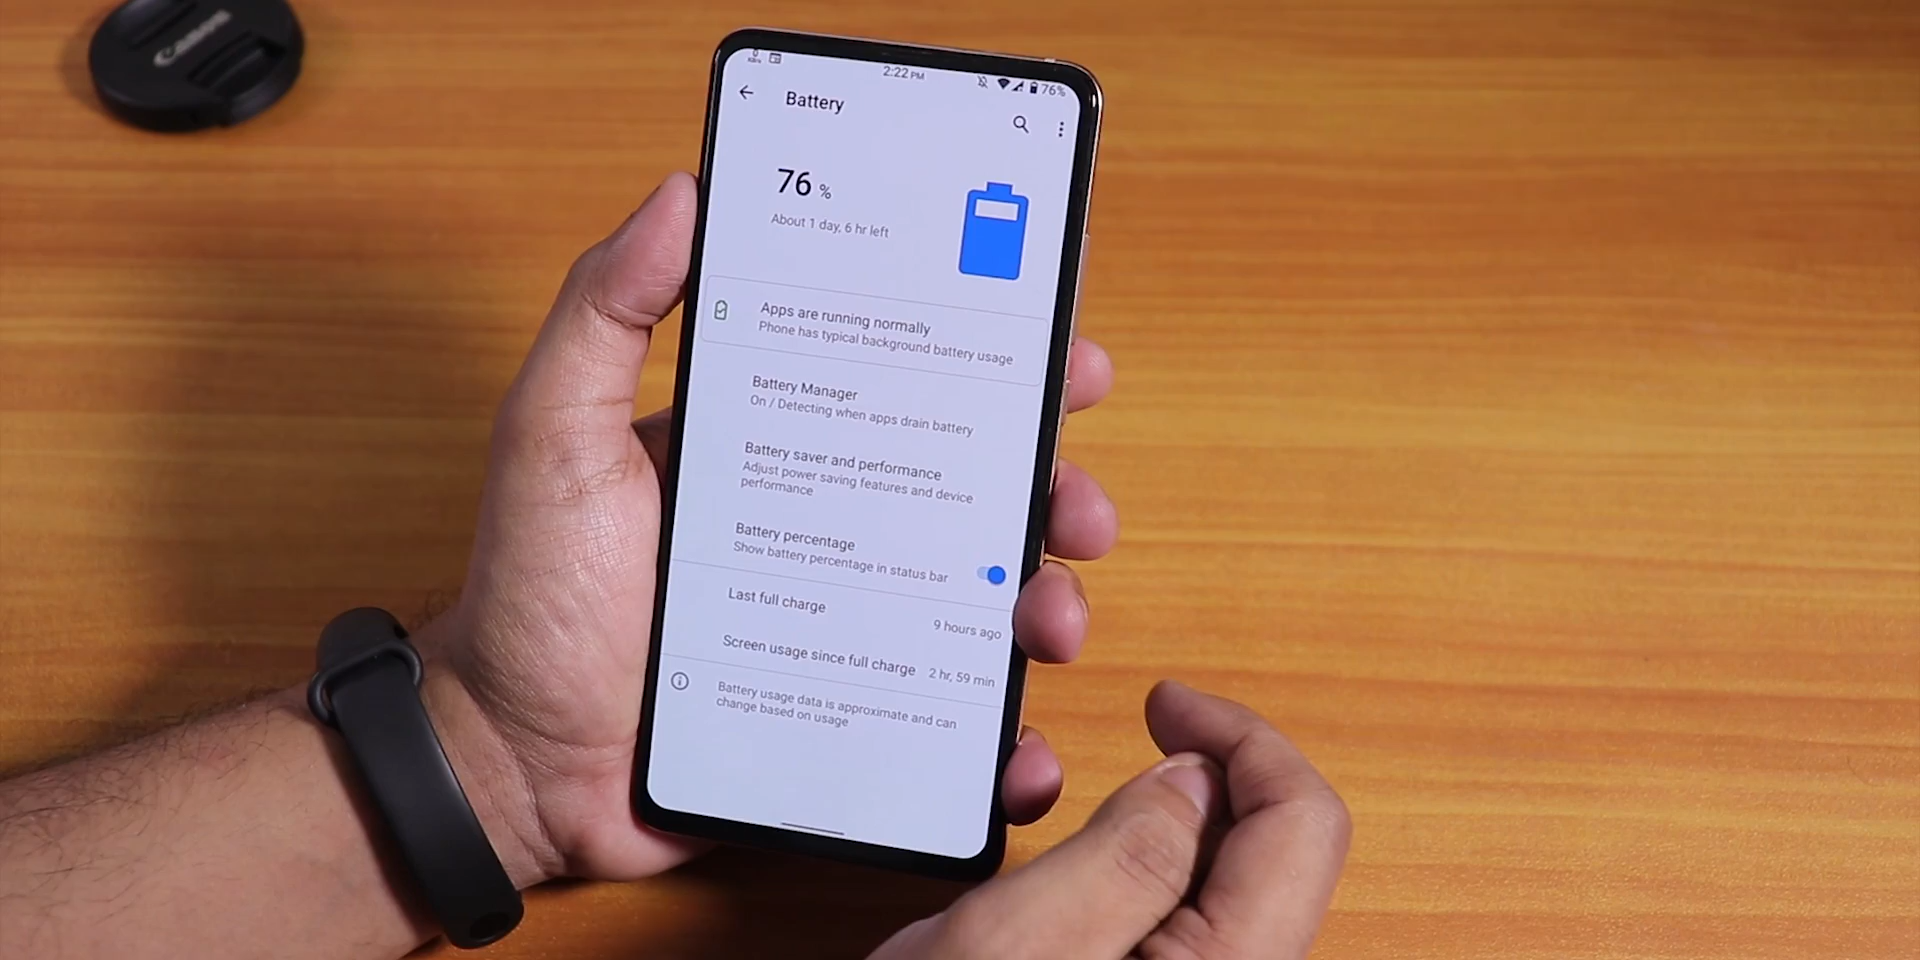 Canon
0
KB/s
2:22 PM
76%
Battery
76 %
About 1 day, 6 hr left
Apps are running normally
Phone has typical background battery usage
Battery Manager
On / Detecting when apps drain battery
Battery saver and performance
Adjust power saving features and device
performance
Battery percentage
Show battery percentage in status bar
Last full charge
9 hours ago
Screen usage since full charge
2 hr, 59 min
Battery usage data is approximate and can
change based on usage